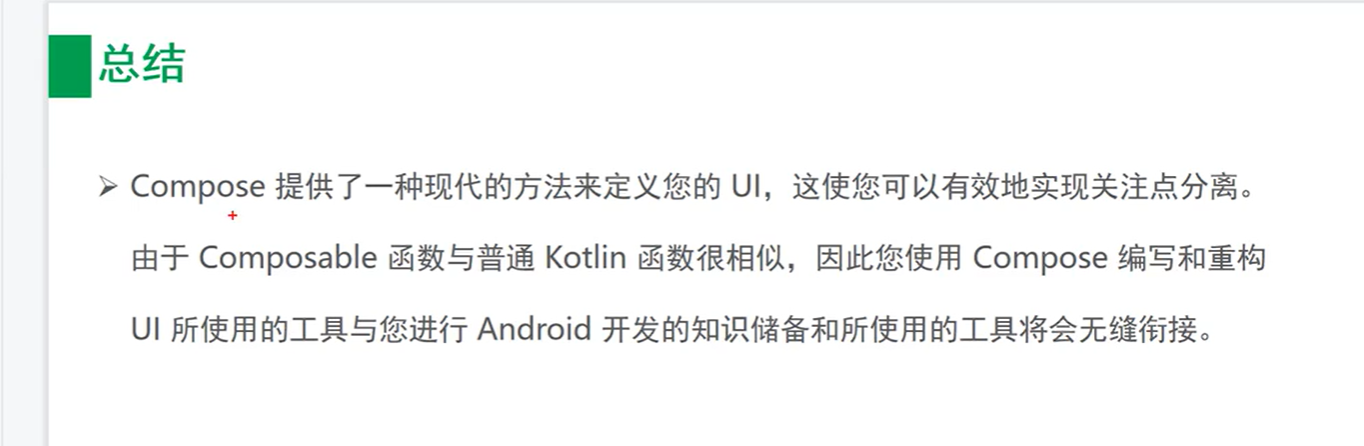 总结
➢ Compose 提供了一种现代的方法来定义您的 UI，这使您可以有效地实现关注点分离。
由于 Composable 函数与普通 Kotlin 函数很相似，因此您使用 Compose 编写和重构
UI 所使用的工具与您进行 Android 开发的知识储备和所使用的工具将会无缝衔接。